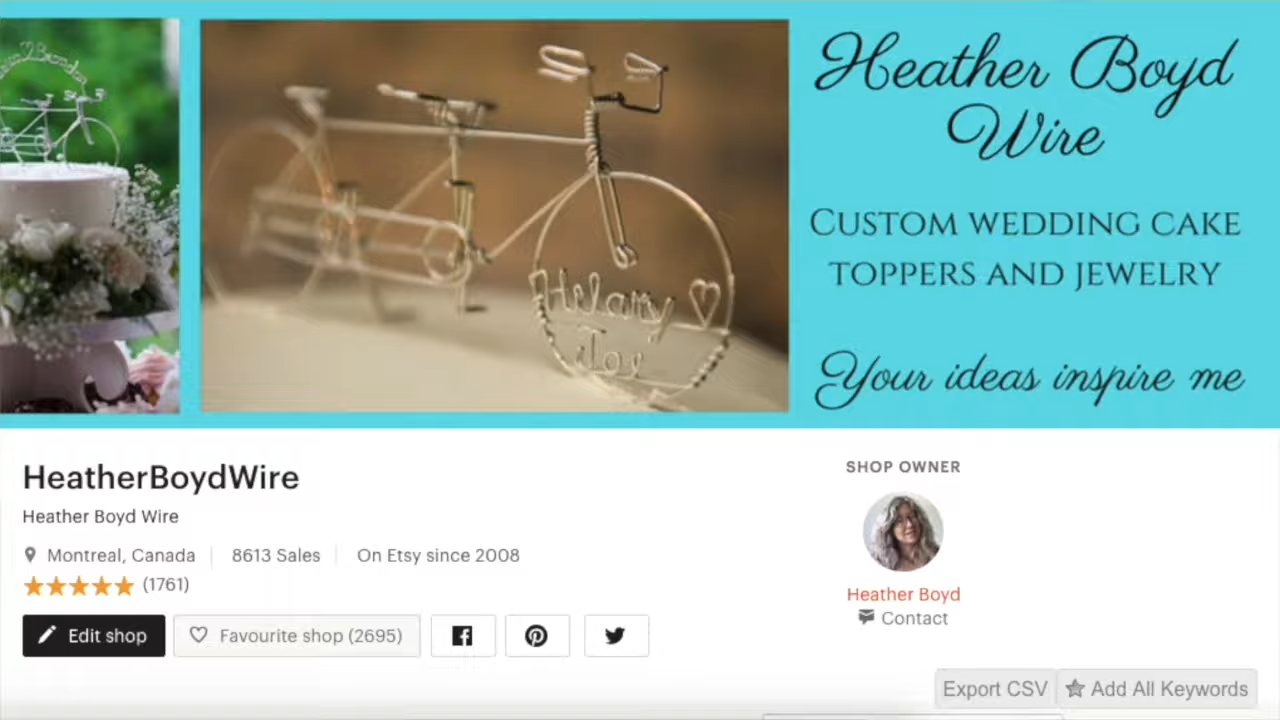 Heather Boyd
Wire
CUSTOM WEDDING CAKE
TOPPERS AND JEWELRY
Your ideas inspire me
Hilary
Joe
HeatherBoydWire
Heather Boyd Wire
Montreal, Canada
8613 Sales
On Etsy since 2008
(1761)
Edit shop
Favourite shop (2695)
SHOP OWNER
Heather Boyd
Contact
Export CSV
Add All Keywords